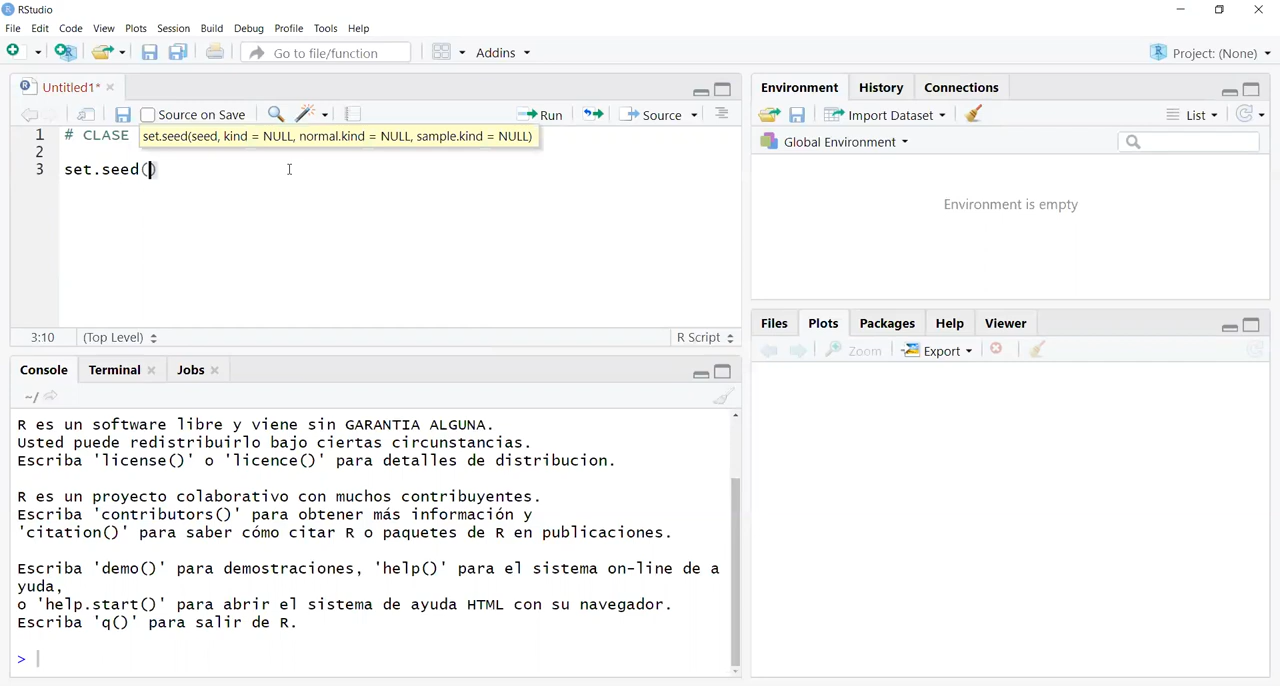 RStudio
File Edit Code View Plots Session Build Debug Profile Tools Help
Go to file/function Addins Project: (None)
Untitled1*
Source on Save Run Source
1 # CLASE
set.seed(seed, kind = NULL, normal.kind = NULL, sample.kind = NULL)
2
3 set.seed()
3:10 (Top Level) R Script
Console Terminal Jobs
~/
R es un software libre y viene sin GARANTIA ALGUNA.
Usted puede redistribuirlo bajo ciertas circunstancias.
Escriba 'license()' o 'licence()' para detalles de distribucion.
R es un proyecto colaborativo con muchos contribuyentes.
Escriba 'contributors()' para obtener más información y
'citation()' para saber cómo citar R o paquetes de R en publicaciones.
Escriba 'demo()' para demostraciones, 'help()' para el sistema on-line de a
yuda,
o 'help.start()' para abrir el sistema de ayuda HTML con su navegador.
Escriba 'q()' para salir de R.
>
Environment History Connections
Import Dataset List
Global Environment
Environment is empty
Files Plots Packages Help Viewer
Zoom Export